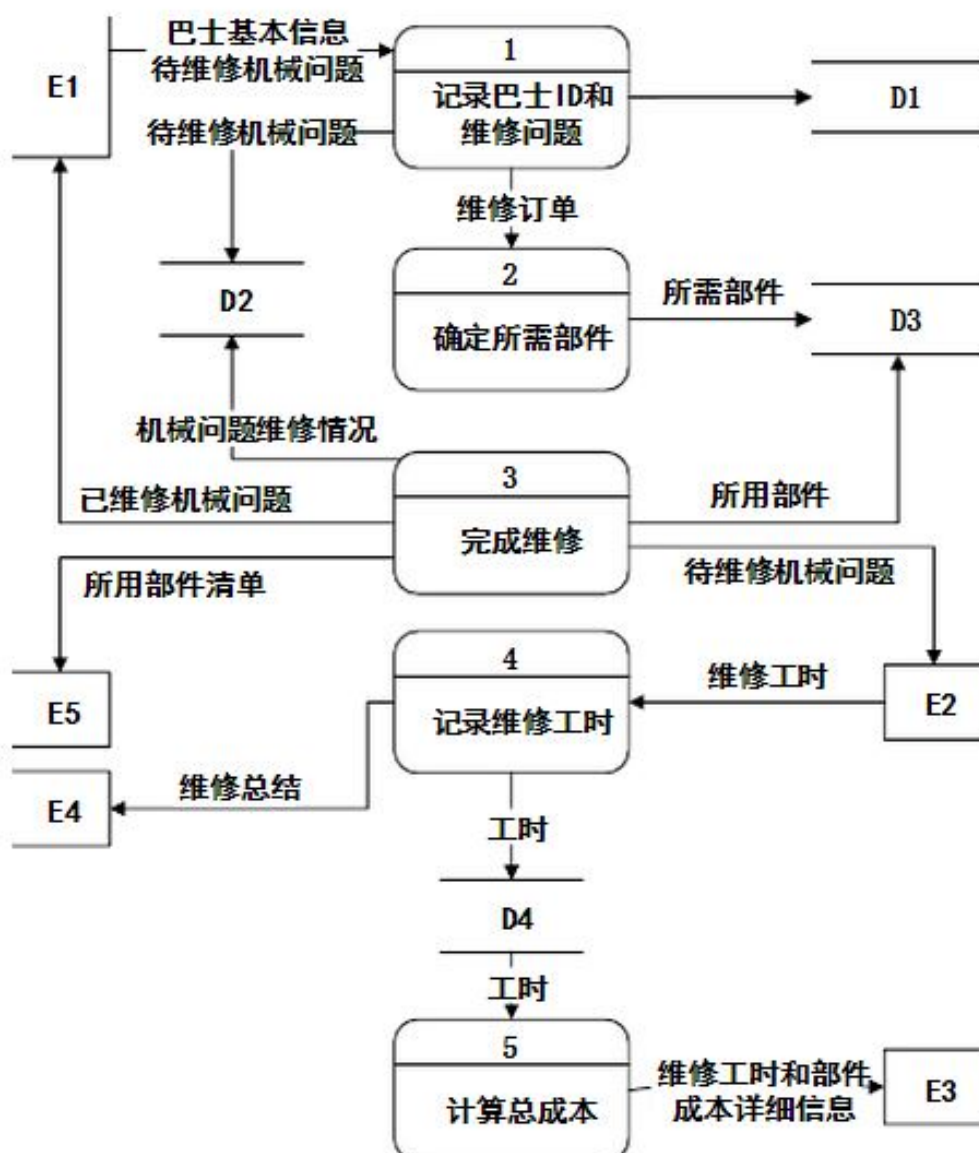 巴士基本信息
待维修机械问题
E1
1
记录巴士ID和
维修问题
D1
待维修机械问题
维修订单
D2
2
确定所需部件
所需部件
D3
机械问题维修情况
3
完成维修
已维修机械问题
所用部件
所用部件清单
待维修机械问题
4
记录维修工时
维修工时
E5
E2
维修总结
E4
工时
D4
工时
5
计算总成本
维修工时和部件
成本详细信息
E3